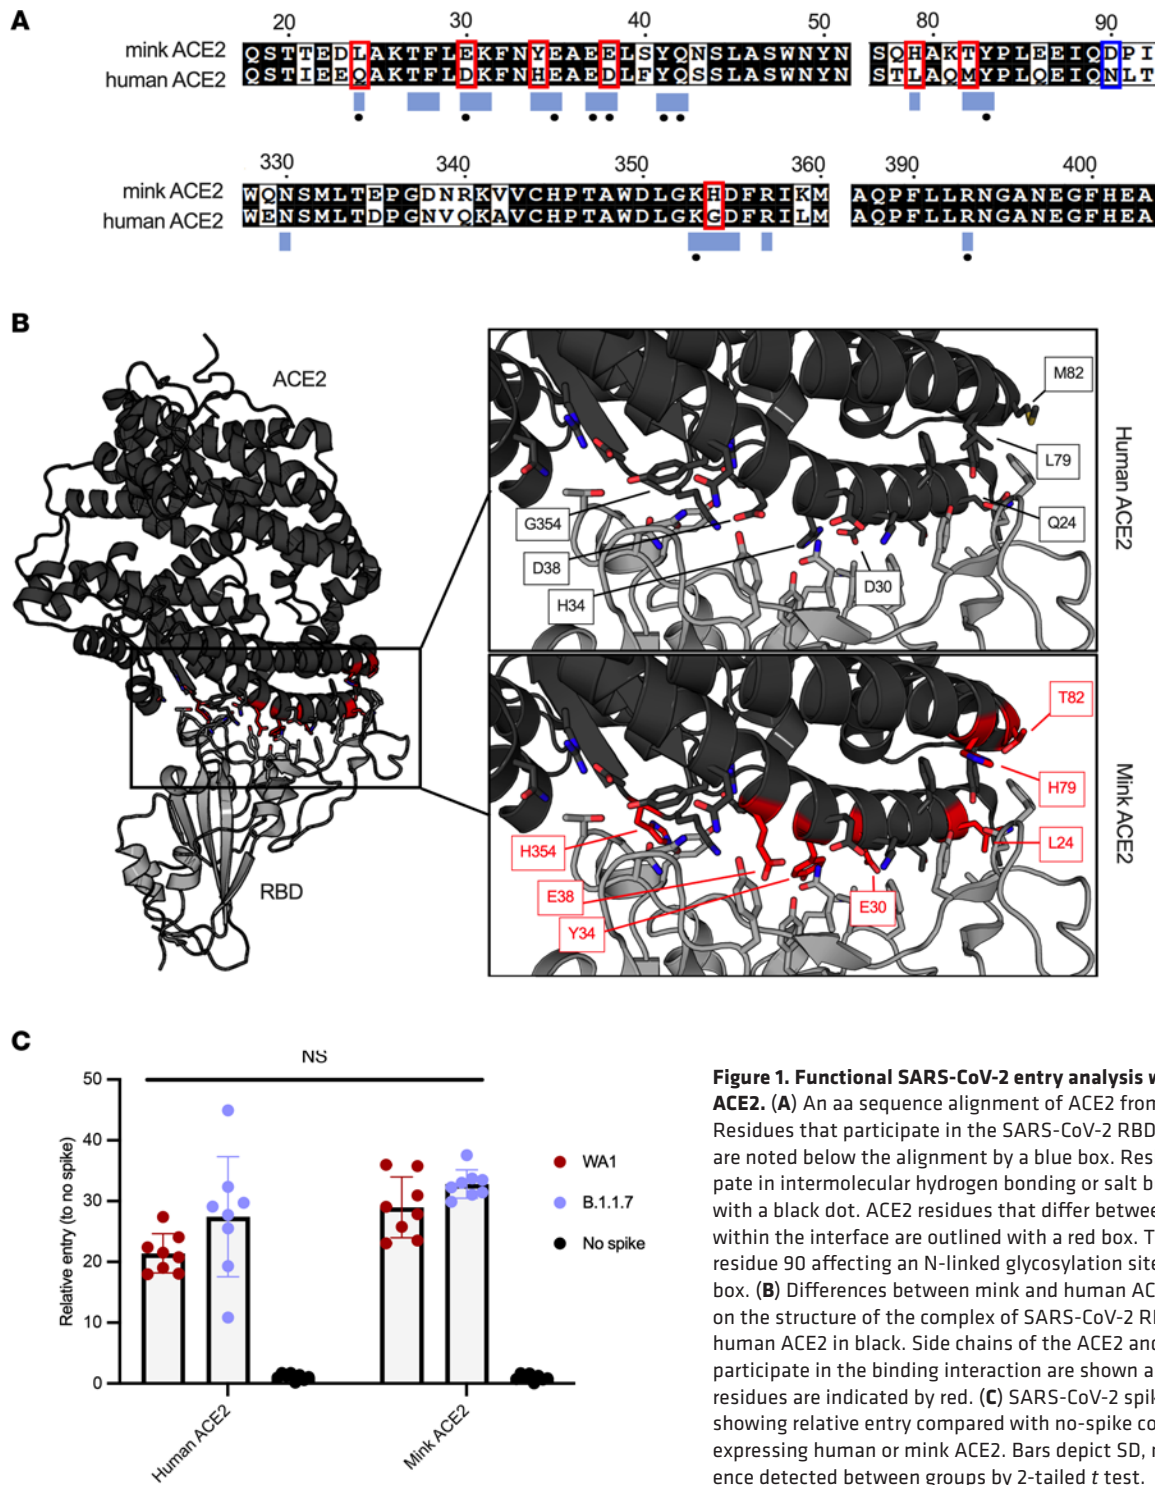 A
20 30 40 50 80 90
mink ACE2 QSTTEDLAKTFLEKFNYEAEELSYQNSLASWNYN SQHAKTYPLEEIQDPI
human ACE2 QSTIEEQAKTFLDKFNHEAEDLFYQSSLASWNYN STLAQMYPLQEIQNLT
330 340 350 360 390 400
mink ACE2 WQNSMLTEPGDNRKVVCHPTAWDLGKHDFRIKM AQPFLLRNGANEGFHEA
human ACE2 WENSMLTDPGNVQKAVCHPTAWDLGKGDFRILM AQPFLLRNGANEGFHEA
B
ACE2
RBD
M82
L79
Q24
G354
D38
H34
D30
Human ACE2
T82
H79
L24
H354
E38
Y34
E30
Mink ACE2
C
NS
50
40
30
20
10
0
Relative entry (to no spike)
Human ACE2
Mink ACE2
WA1
B.1.1.7
No spike
Figure 1. Functional SARS-CoV-2 entry analysis
ACE2. (A) An aa sequence alignment of ACE2 from
Residues that participate in the SARS-CoV-2 RBD
are noted below the alignment by a blue box. Res
pate in intermolecular hydrogen bonding or salt b
with a black dot. ACE2 residues that differ betwe
within the interface are outlined with a red box. T
residue 90 affecting an N-linked glycosylation site
box. (B) Differences between mink and human AC
on the structure of the complex of SARS-CoV-2 R
human ACE2 in black. Side chains of the ACE2 and
participate in the binding interaction are shown a
residues are indicated by red. (C) SARS-CoV-2 spik
showing relative entry compared with no-spike co
expressing human or mink ACE2. Bars depict SD,
ence detected between groups by 2-tailed t test.